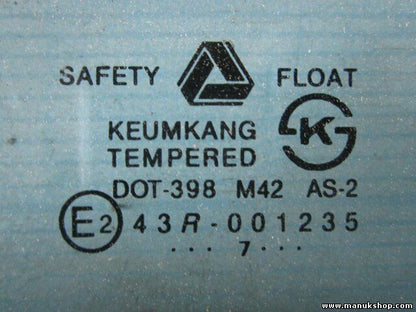 SAFETY FLOAT
KEUMKANG
TEMPERED
K
DOT-398 M42 AS-2
E2 43R-001235
... 7 ...
www.manukshop.com